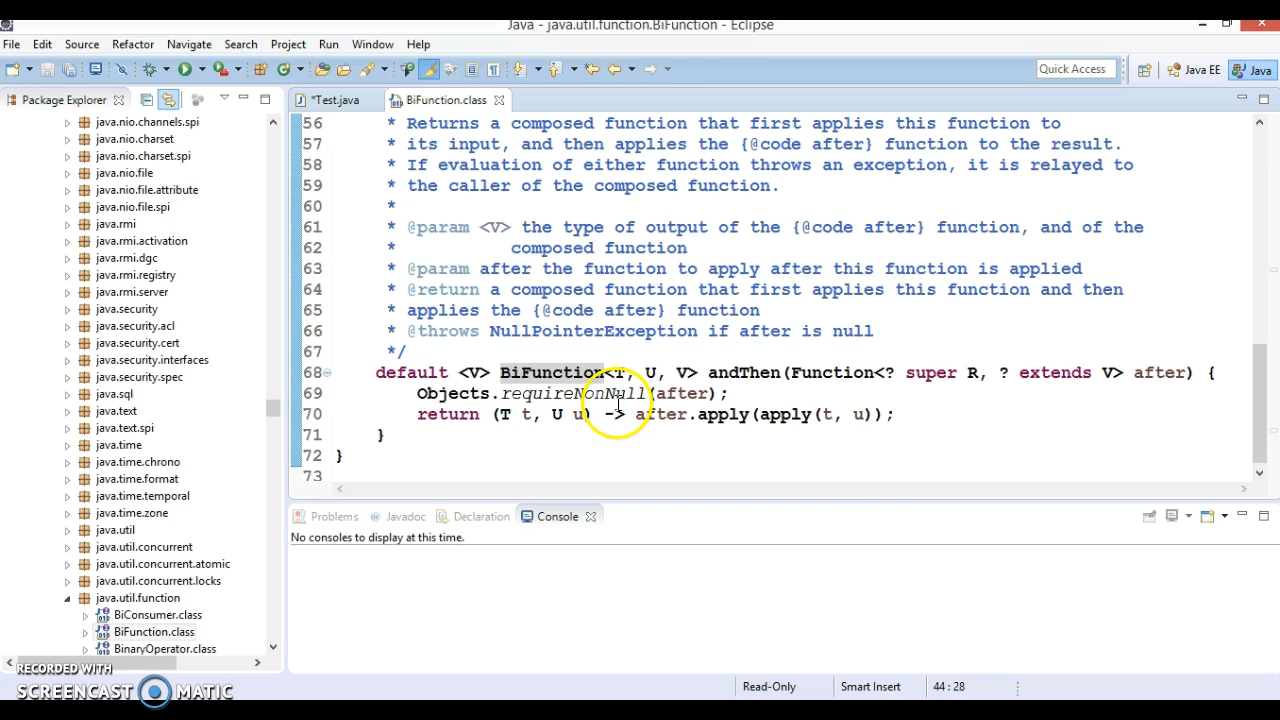 Java - java.util.function.BiFunction - Eclipse
File Edit Source Refactor Navigate Search Project Run Window Help
Quick Access
Java EE
Java
Package Explorer
*Test.java
BiFunction.class
java.nio.channels.spi
java.nio.charset
java.nio.charset.spi
java.nio.file
java.nio.file.attribute
java.nio.file.spi
java.rmi
java.rmi.activation
java.rmi.dgc
java.rmi.registry
java.rmi.server
java.security
java.security.acl
java.security.cert
java.security.interfaces
java.security.spec
java.sql
java.text
java.text.spi
java.time
java.time.chrono
java.time.format
java.time.temporal
java.time.zone
java.util
java.util.concurrent
java.util.concurrent.atomic
java.util.concurrent.locks
java.util.function
BiConsumer.class
BiFunction.class
BinaryOperator.class
56 * Returns a composed function that first applies this function to
57 * its input, and then applies the {@code after} function to the result.
58 * If evaluation of either function throws an exception, it is relayed to
59 * the caller of the composed function.
60 *
61 * @param <V> the type of output of the {@code after} function, and of the
62 * composed function
63 * @param after the function to apply after this function is applied
64 * @return a composed function that first applies this function and then
65 * applies the {@code after} function
66 * @throws NullPointerException if after is null
67 */
68 default <V> BiFunction<T, U, V> andThen(Function<? super R, ? extends V> after) {
69 Objects.requireNonNull(after);
70 return (T t, U u) -> after.apply(apply(t, u));
71 }
72 }
73
Problems @ Javadoc Declaration Console
No consoles to display at this time.
Read-Only
Smart Insert
44 : 28
RECORDED WITH
SCREENCAST MATIC